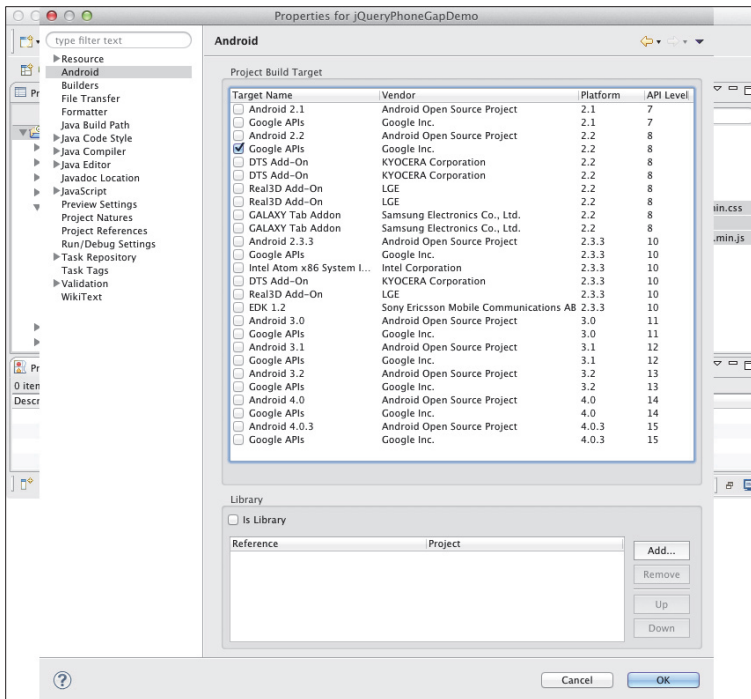 Properties for jQueryPhoneGapDemo
type filter text
Android
Resource
Android
Builders
File Transfer
Formatter
Java Build Path
Java Code Style
Java Compiler
Java Editor
Javadoc Location
JavaScript
Preview Settings
Project Natures
Project References
Run/Debug Settings
Task Repository
Task Tags
Validation
WikiText
Project Build Target
Target Name Vendor Platform API Level
Android 2.1 Android Open Source Project 2.1 7
Google APIs Google Inc. 2.1 7
Android 2.2 Android Open Source Project 2.2 8
Google APIs Google Inc. 2.2 8
DTS Add-On KYOCERA Corporation 2.2 8
DTS Add-On KYOCERA Corporation 2.2 8
Real3D Add-On LGE 2.2 8
Real3D Add-On LGE 2.2 8
GALAXY Tab Addon Samsung Electronics Co., Ltd. 2.2 8
GALAXY Tab Addon Samsung Electronics Co., Ltd. 2.2 8
Android 2.3.3 Android Open Source Project 2.3.3 10
Google APIs Google Inc. 2.3.3 10
Intel Atom x86 System I... Intel Corporation 2.3.3 10
DTS Add-On KYOCERA Corporation 2.3.3 10
Real3D Add-On LGE 2.3.3 10
EDK 1.2 Sony Ericsson Mobile Communications AB 2.3.3 10
Android 3.0 Android Open Source Project 3.0 11
Google APIs Google Inc. 3.0 11
Android 3.1 Android Open Source Project 3.1 12
Google APIs Google Inc. 3.1 12
Android 3.2 Android Open Source Project 3.2 13
Google APIs Google Inc. 3.2 13
Android 4.0 Android Open Source Project 4.0 14
Google APIs Google Inc. 4.0 14
Android 4.0.3 Android Open Source Project 4.0.3 15
Google APIs Google Inc. 4.0.3 15
Library
Is Library
Reference Project
Add...
Remove
Up
Down
Cancel OK
Pr
in.css
.min.js
Pr
0 iten
Descr